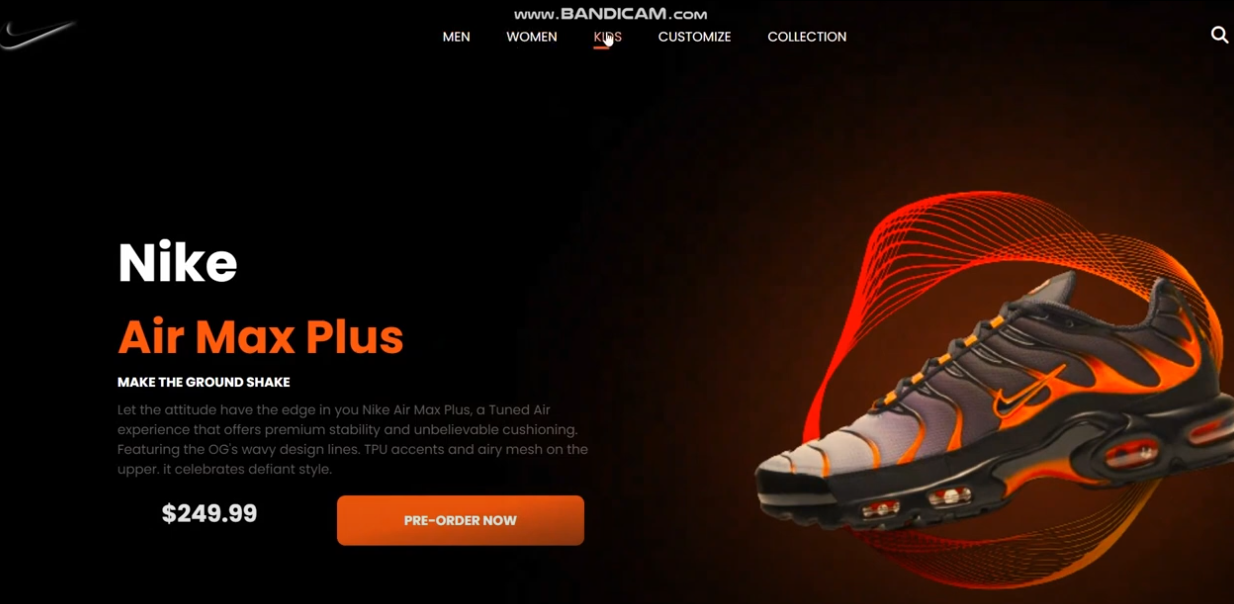 www.BANDICAM.com
MEN WOMEN KIDS CUSTOMIZE COLLECTION
Nike
Air Max Plus
MAKE THE GROUND SHAKE
Let the attitude have the edge in you Nike Air Max Plus, a Tuned Air
experience that offers premium stability and unbelievable cushioning.
Featuring the OG's wavy design lines. TPU accents and airy mesh on the
upper. it celebrates defiant style.
$249.99
PRE-ORDER NOW